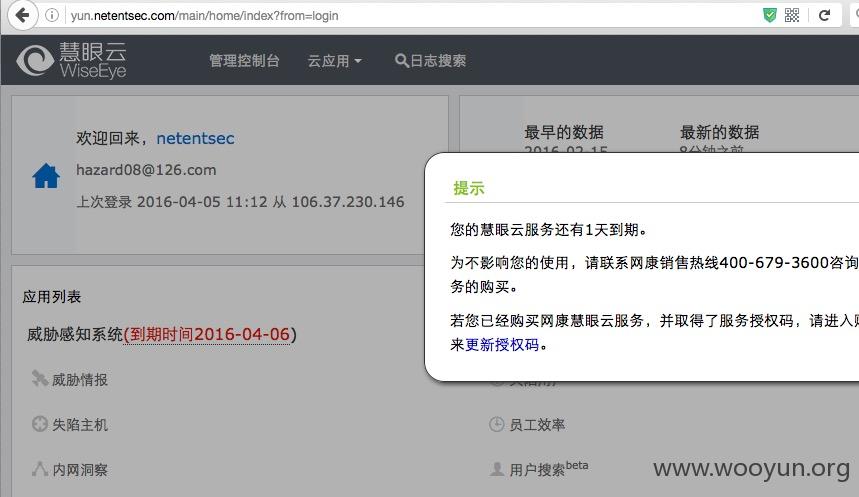 yun.netentsec.com/main/home/index?from=login
慧眼云
WiseEye
管理控制台 云应用 日志搜索
欢迎回来，netentsec
hazard08@126.com
上次登录 2016-04-05 11:12 从 106.37.230.146
最早的数据 最新的数据
2016-02-15 8分钟之前
提示
您的慧眼云服务还有1天到期。
为不影响您的使用，请联系网康销售热线400-679-3600咨询
务的购买。
若您已经购买网康慧眼云服务，并取得了服务授权码，请进入
来更新授权码。
应用列表
威胁感知系统(到期时间2016-04-06)
威胁情报
失陷主机
员工效率
内网洞察
用户搜索beta
www.wooyun.org